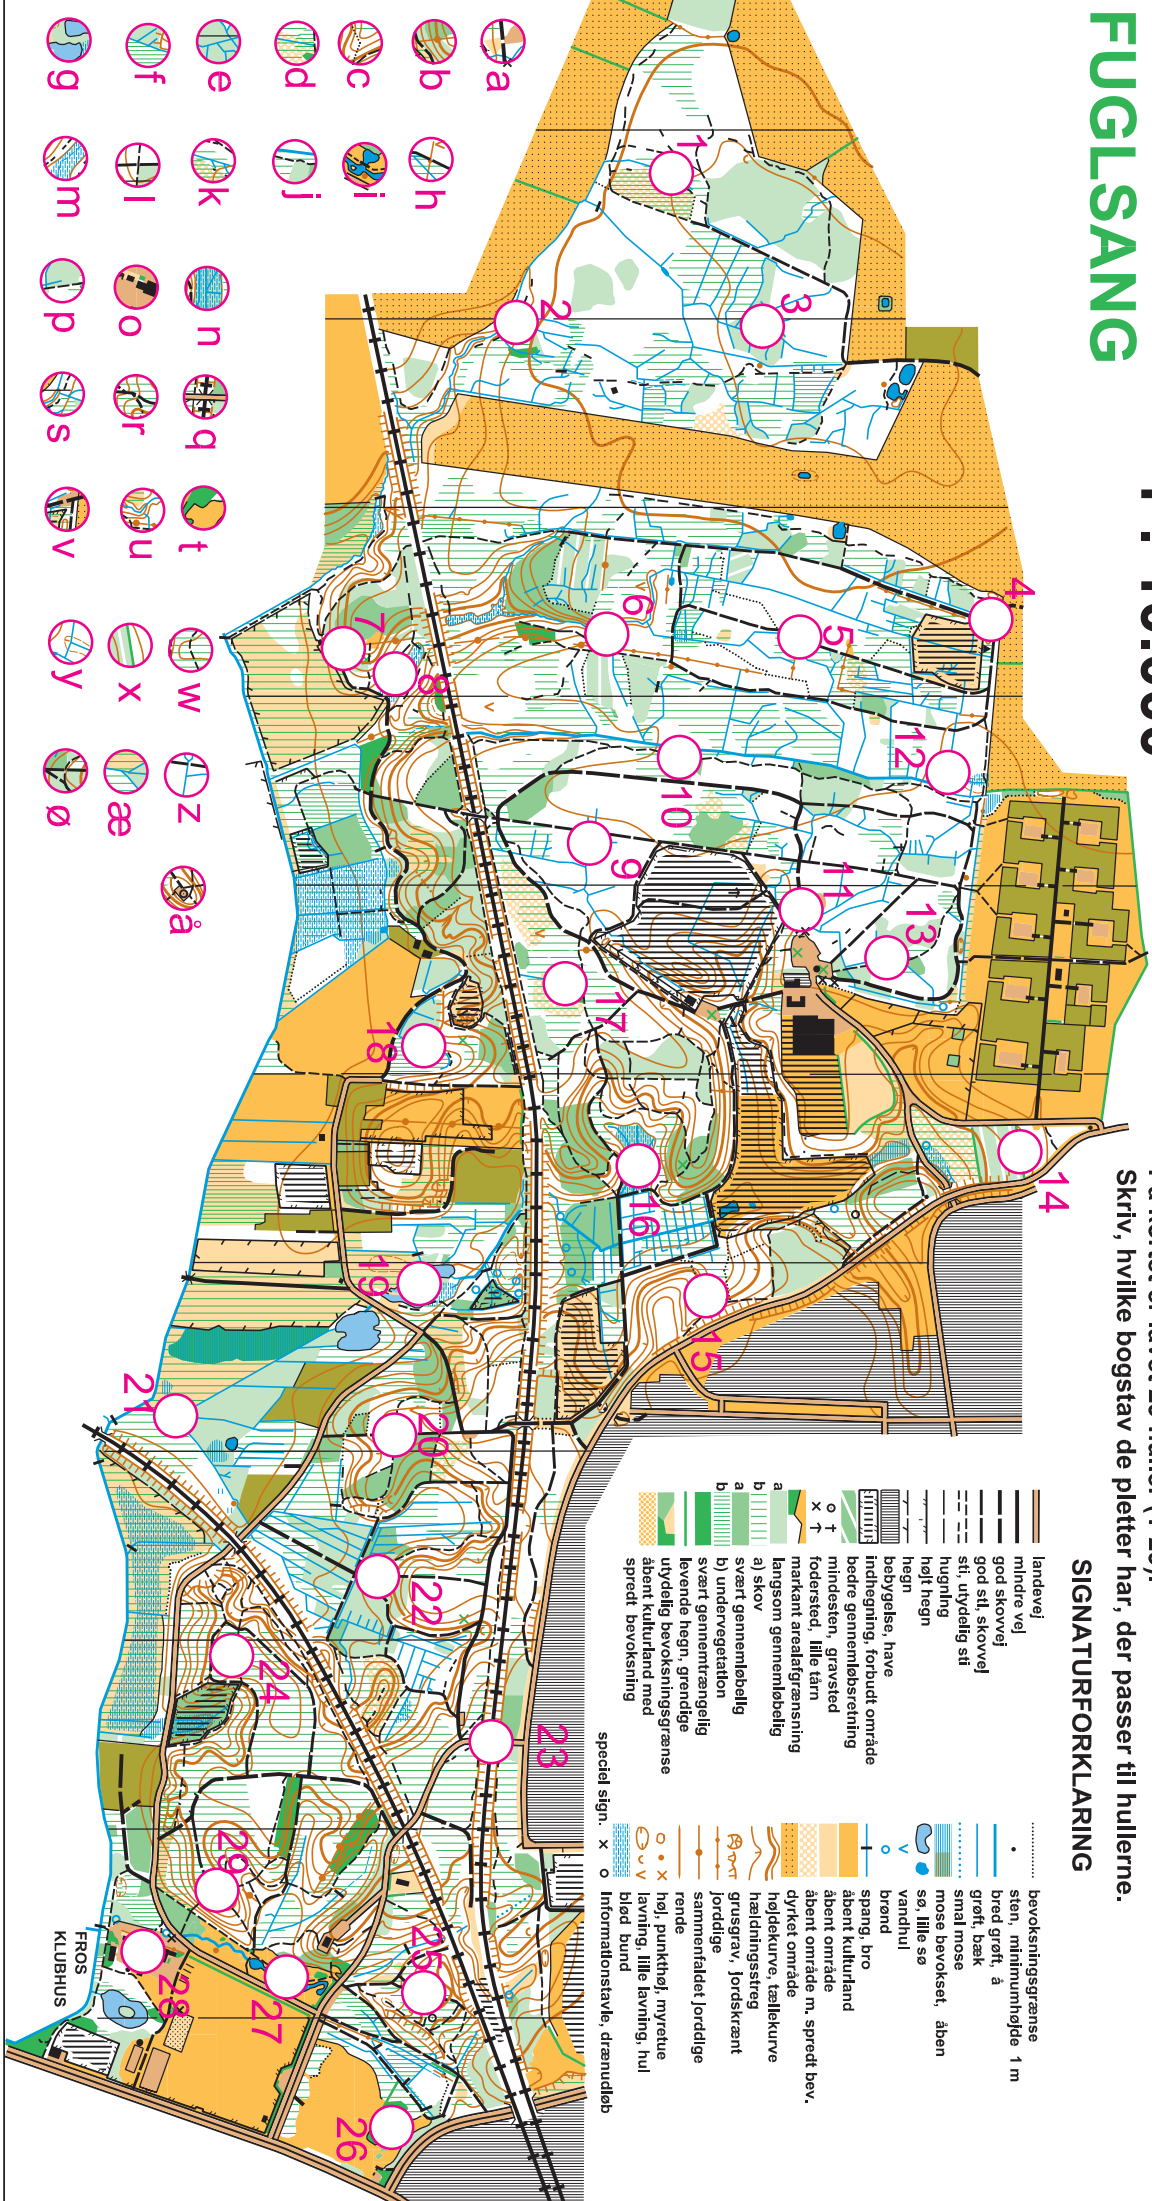 FUGLSANG
Skriv, hvilke bogstav de pletter har, der passer til hullerne.
SIGNATURFORKLARING
landevej
mindre vej
god skovvej
god sti, skovvej
sti, utydelig sti
hugning
højt hegn
hegn
bebygelse, have
indhegning, forbudt område
bedre gennemløbsretning
mindesten, gravsted
fodersted, lille tårn
markant arealafgrænsning
a
langsom gennemløbelig
b
a) skov
a
svært gennemløbelig
b
b) undervegetation
svært gennemtrængelig
levende hegn, grendige
utydelig bevoksningsgrænse
åbent kulturland med
spredt bevoksning
bevoksningsgrænse
sten, minimumhøjde 1 m
bred grøft, å
grøft, bæk
smal mose
mose bevokset, åben
sø, lille sø
vandhul
brønd
spang, bro
åbent kulturland
åbent område
åbent område m. spredt bev.
dyrket område
højdekurve, tællekurve
hældningsstreg
grusgrav, jordskrænt
jorddige
sammenfaldet jorddige
rende
høj, punkthøj, myretue
lavning, lille lavning, hul
blød bund
speciel sign. x o Informationstavle, drænudløb
1
2
3
4
5
6
7
8
9
10
11
12
13
14
15
16
17
18
19
20
21
22
23
24
25
26
27
28
29
FROS
KLUBHUS
a
b
c
d
e
f
g
h
i
j
k
l
m
n
o
p
q
r
s
t
u
v
w
x
y
z
æ
ø
å